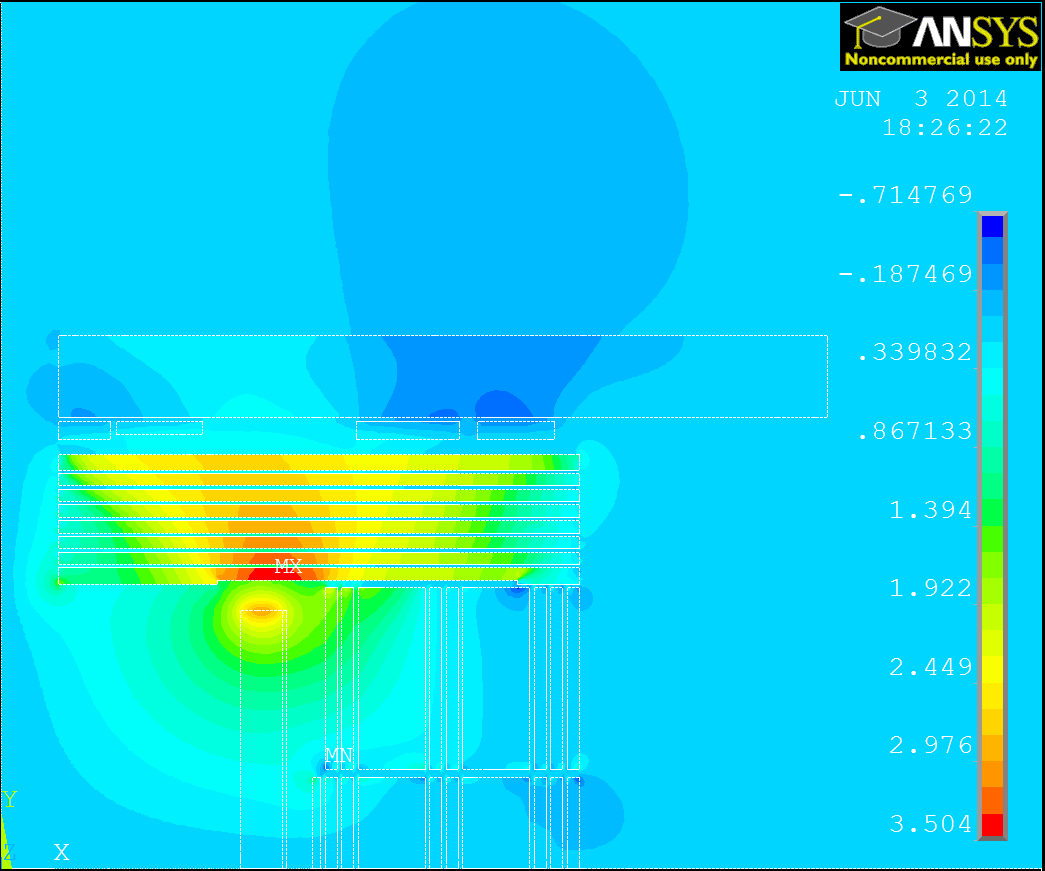 ANSYS
Noncommercial use only
JUN 3 2014
18:26:22
-.714769
-.187469
.339832
.867133
1.394
1.922
2.449
2.976
3.504
MX
MN
Y
Z X